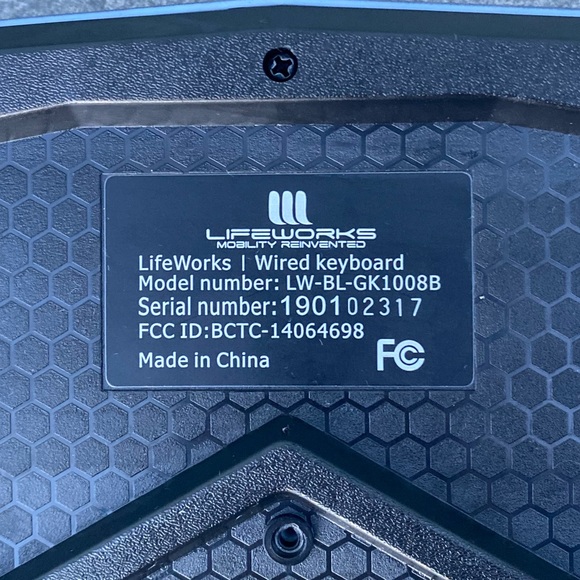 LIFEWORKS
MOBILITY REINVENTED
LifeWorks | Wired keyboard
Model number: LW-BL-GK1008B
Serial number: 190102317
FCC ID:BCTC-14064698
Made in China
FC